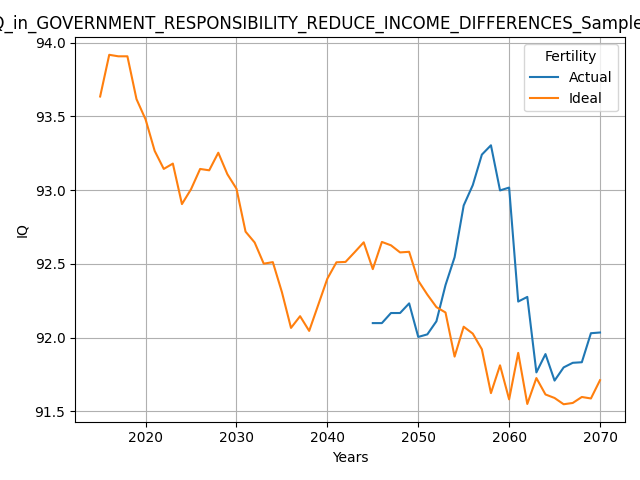 _in_GOVERNMENT_RESPONSIBILITY_REDUCE_INCOME_DIFFERENCES_Sample
Fertility
Actual
Ideal
94.0
93.5
93.0
92.5
92.0
91.5
IQ
2020 2030 2040 2050 2060 2070
Years